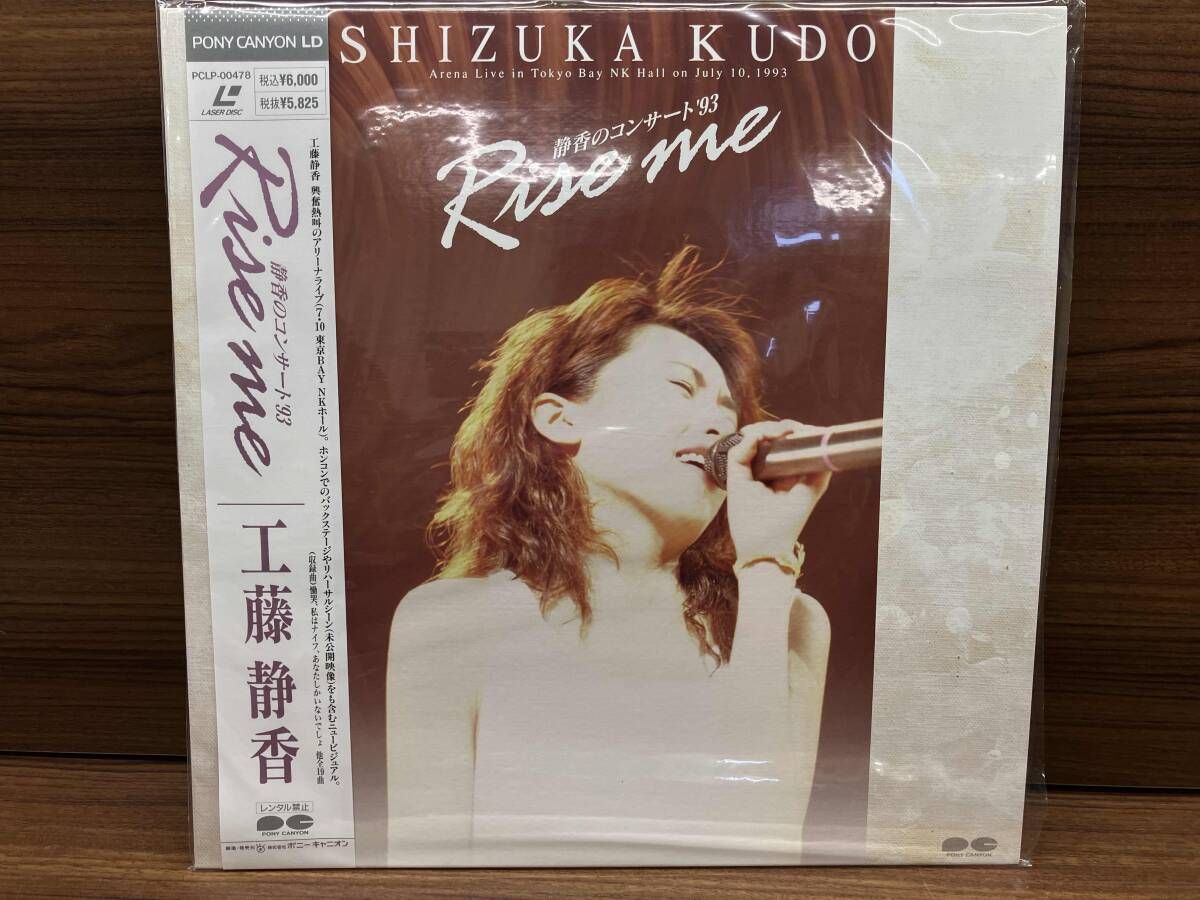 PONY CANYON LD
PCLP-00478
税込¥6,000
税抜¥5,825
LASER DISC
Rise me
静香のコンサート'93
工藤静香
工藤静香 興奮熱叫のアリーナライブ(7・10 東京BAY NKホール)。ホンコンでのバックステージやリハーサルシーン(未公開映像)をも含むニュービジュアル。
(収録曲)慟哭、私はナイフ、あなたしかいないでしょ 他全19曲
レンタル禁止
PONY CANYON
株式会社 ポニーキャニオン
SHIZUKA KUDO
Arena Live in Tokyo Bay NK Hall on July 10, 1993
静香のコンサート'93
Rise me
PONY CANYON